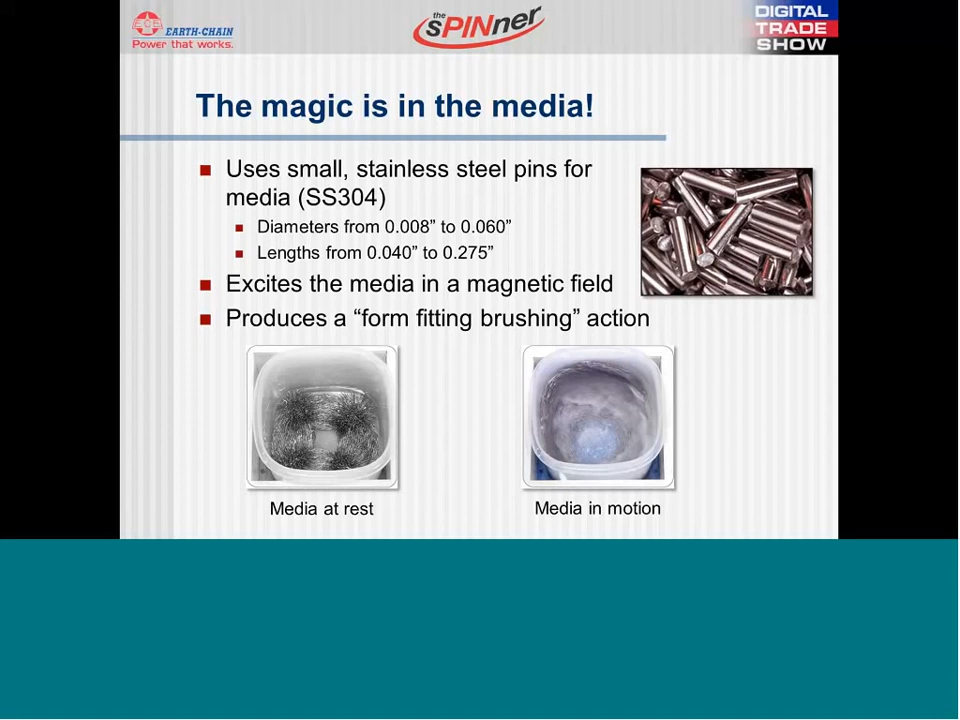 ECE
EARTH-CHAIN
Power that works.
the
sPINner
DIGITAL
TRADE
SHOW
The magic is in the media!
Uses small, stainless steel pins for
media (SS304)
Diameters from 0.008” to 0.060”
Lengths from 0.040” to 0.275”
Excites the media in a magnetic field
Produces a “form fitting brushing” action
Media at rest
Media in motion